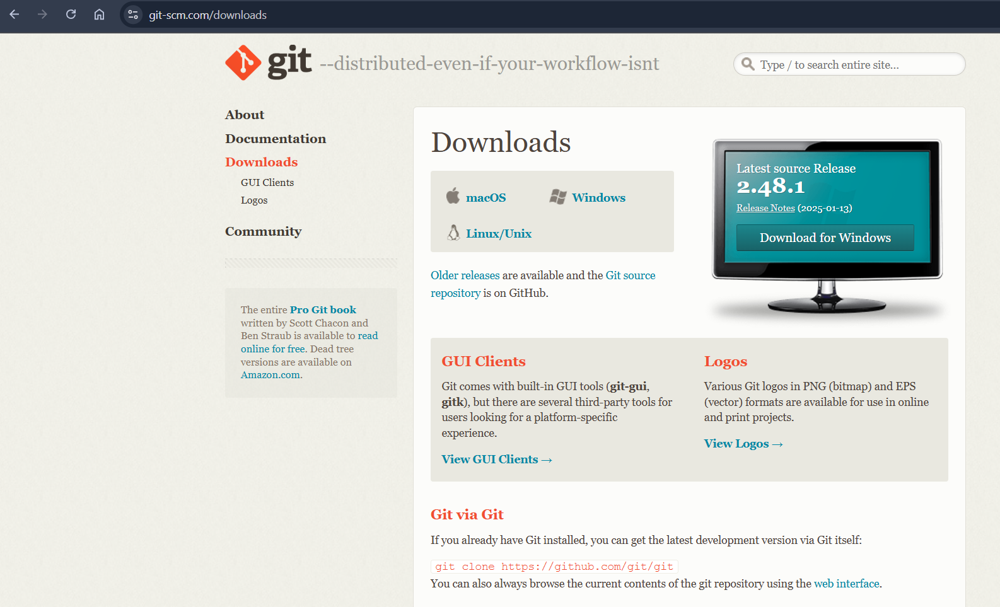 git-scm.com/downloads
git --distributed-even-if-your-workflow-isnt
Type / to search entire site...
About
Documentation
Downloads
GUI Clients
Logos
Community
The entire Pro Git book
written by Scott Chacon and
Ben Straub is available to read
online for free. Dead tree
versions are available on
Amazon.com.
Downloads
macOS
Windows
Linux/Unix
Older releases are available and the Git source
repository is on GitHub.
Latest source Release
2.48.1
Release Notes (2025-01-13)
Download for Windows
GUI Clients
Git comes with built-in GUI tools (git-gui,
gitk), but there are several third-party tools for
users looking for a platform-specific
experience.
View GUI Clients →
Logos
Various Git logos in PNG (bitmap) and EPS
(vector) formats are available for use in online
and print projects.
View Logos →
Git via Git
If you already have Git installed, you can get the latest development version via Git itself:
git clone https://github.com/git/git
You can also always browse the current contents of the git repository using the web interface.